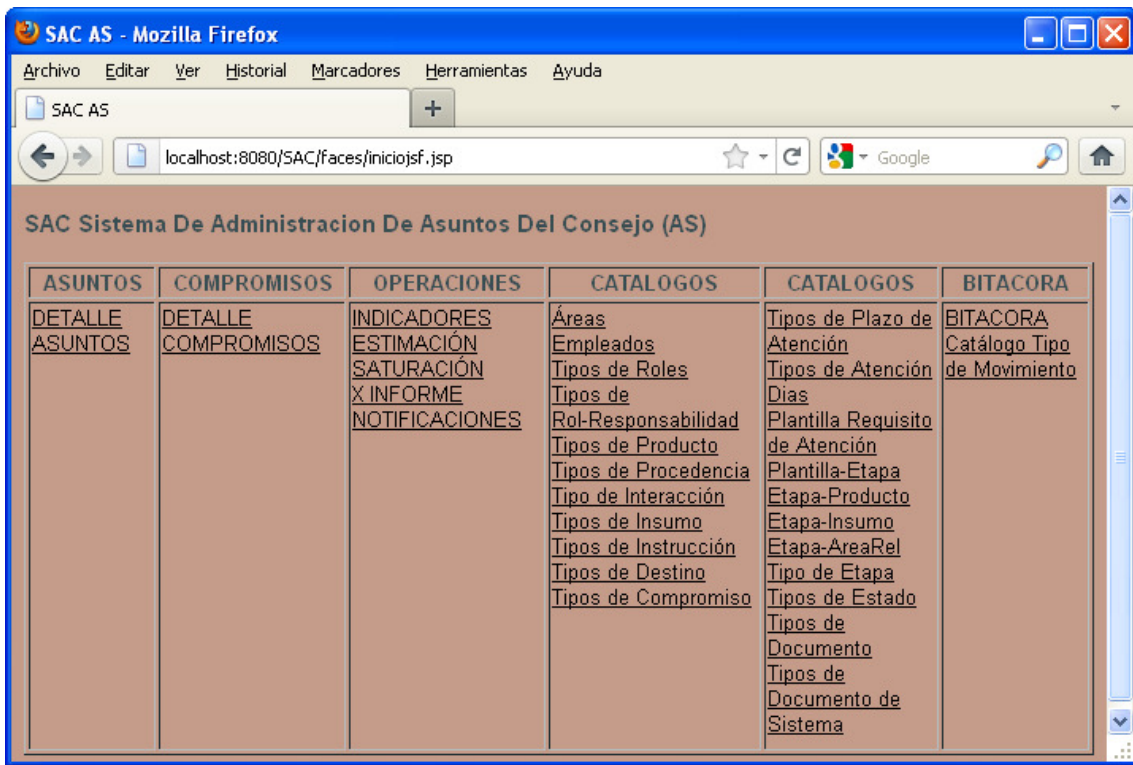 SAC AS - Mozilla Firefox
Archivo Editar Ver Historial Marcadores Herramientas Ayuda
SAC AS
localhost:8080/SAC/faces/iniciojsf.jsp
Google
SAC Sistema De Administracion De Asuntos Del Consejo (AS)
ASUNTOS
DETALLE
ASUNTOS
COMPROMISOS
DETALLE
COMPROMISOS
OPERACIONES
INDICADORES
ESTIMACIÓN
SATURACIÓN
X INFORME
NOTIFICACIONES
CATALOGOS
Áreas
Empleados
Tipos de Roles
Tipos de
Rol-Responsabilidad
Tipos de Producto
Tipos de Procedencia
Tipo de Interacción
Tipos de Insumo
Tipos de Instrucción
Tipos de Destino
Tipos de Compromiso
CATALOGOS
Tipos de Plazo de
Atención
Tipos de Atención
Dias
Plantilla Requisito
de Atención
Plantilla-Etapa
Etapa-Producto
Etapa-Insumo
Etapa-AreaRel
Tipo de Etapa
Tipos de Estado
Tipos de
Documento
Tipos de
Documento de
Sistema
BITACORA
BITACORA
Catálogo Tipo
de Movimiento